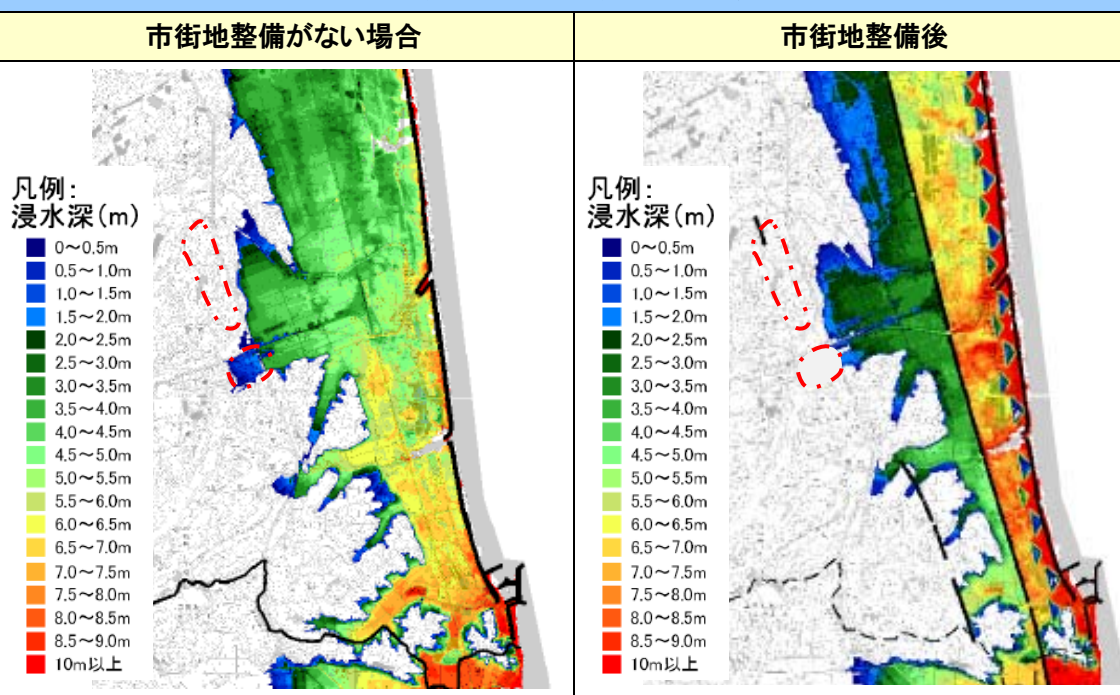 市街地整備がない場合
市街地整備後
凡例:
浸水深(m)
0～0.5m
0.5～1.0m
1.0～1.5m
1.5～2.0m
2.0～2.5m
2.5～3.0m
3.0～3.5m
3.5～4.0m
4.0～4.5m
4.5～5.0m
5.0～5.5m
5.5～6.0m
6.0～6.5m
6.5～7.0m
7.0～7.5m
7.5～8.0m
8.0～8.5m
8.5～9.0m
10m以上
凡例:
浸水深(m)
0～0.5m
0.5～1.0m
1.0～1.5m
1.5～2.0m
2.0～2.5m
2.5～3.0m
3.0～3.5m
3.5～4.0m
4.0～4.5m
4.5～5.0m
5.0～5.5m
5.5～6.0m
6.0～6.5m
6.5～7.0m
7.0～7.5m
7.5～8.0m
8.0～8.5m
8.5～9.0m
10m以上